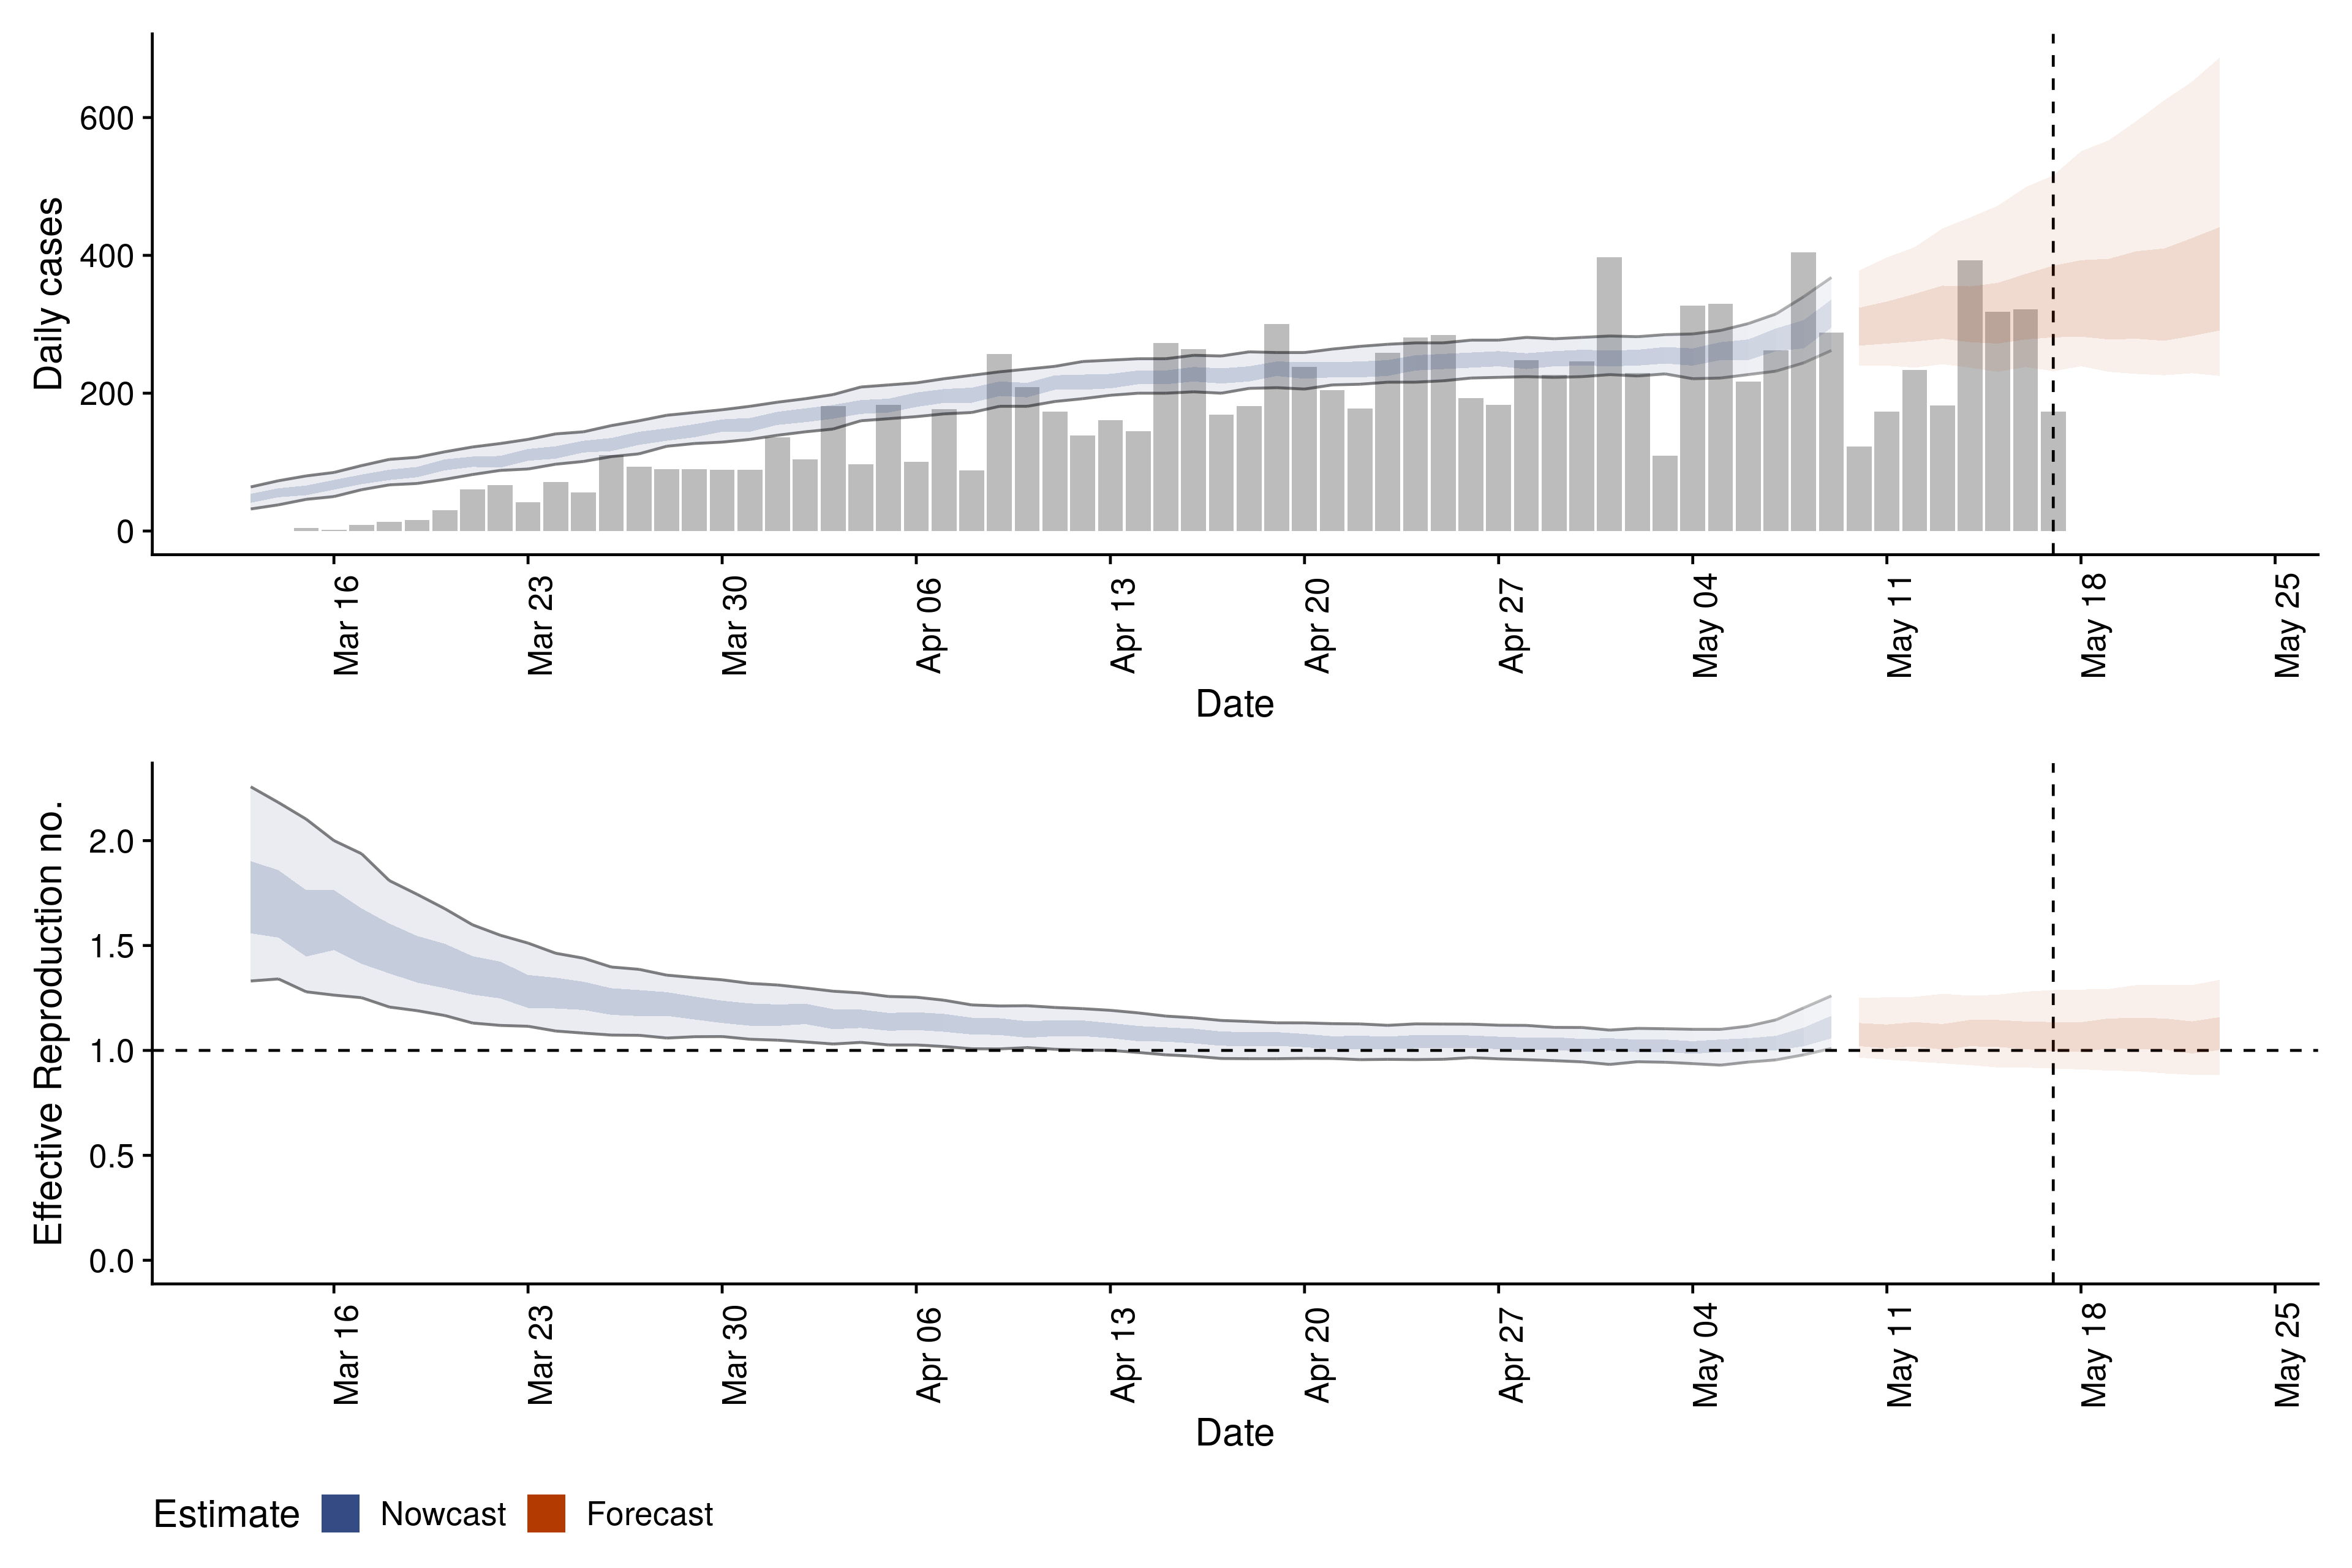 Daily cases
600
400
200
0
Mar 16
Mar 23
Mar 30
Apr 06
Apr 13
Apr 20
Apr 27
May 04
May 11
May 18
May 25
Date
Effective Reproduction no.
2.0
1.5
1.0
0.5
0.0
Mar 16
Mar 23
Mar 30
Apr 06
Apr 13
Apr 20
Apr 27
May 04
May 11
May 18
May 25
Date
Estimate Nowcast Forecast